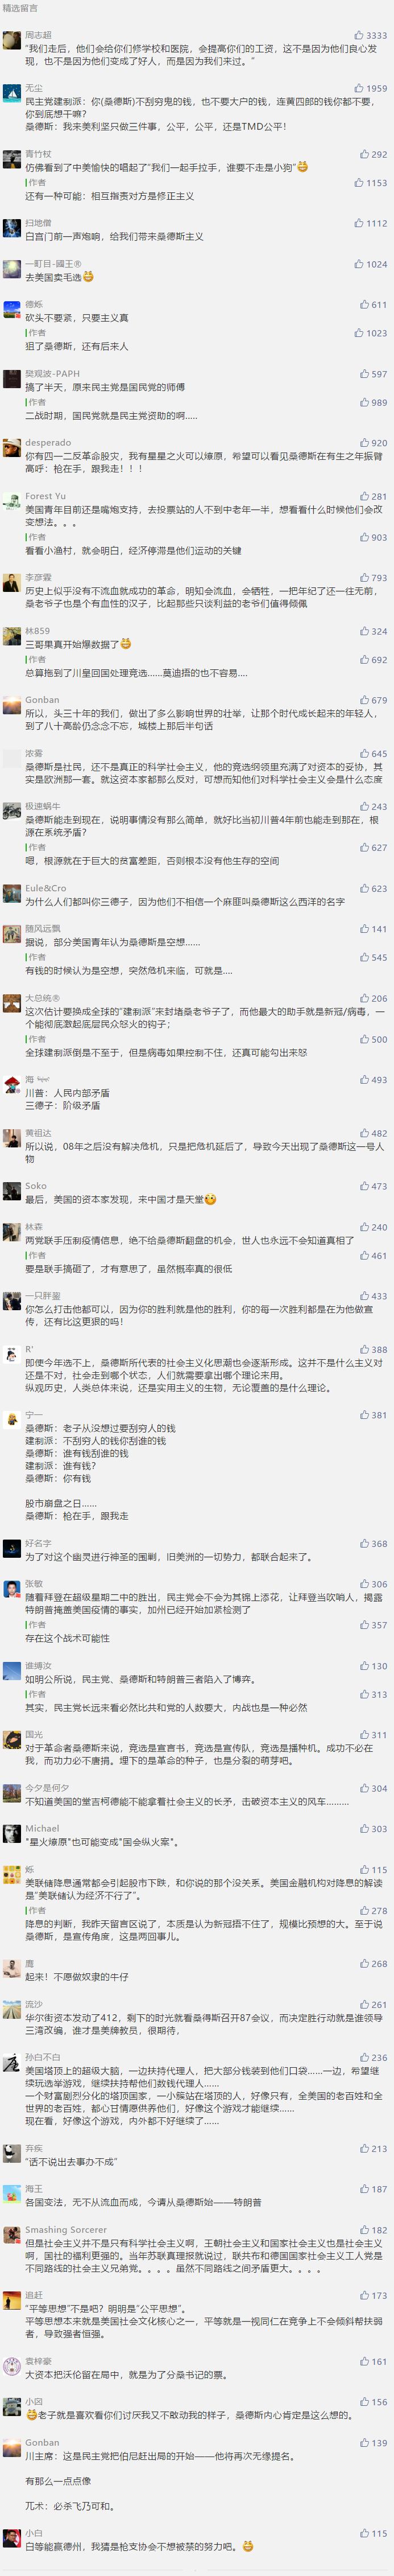 精选留言
周志超
3333
“我们走后，他们会给你们修学校和医院，会提高你们的工资，这不是因为他们良心发
现，也不是因为他们变成了好人，而是因为我们来过。”
无尘
1959
民主党建制派：你(桑德斯)不刮穷鬼的钱，也不要大户的钱，连黄四郎的钱你都不要，
你到底想干嘛？
桑德斯：我来美利坚只做三件事，公平，公平，还是TMD公平！
青竹杖
292
仿佛看到了中美愉快的唱起了“我们一起手拉手，谁要不走是小狗”
作者
1153
还有一种可能：相互指责对方是修正主义
扫地僧
1112
白宫门前一声炮响，给我们带来桑德斯主义
一町目-國王®
1024
去美国卖毛选
德烁
611
砍头不要紧，只要主义真
作者
1023
狙了桑德斯，还有后来人
樊观波-PAPH
597
搞了半天，原来民主党是国民党的师傅
作者
989
二战时期，国民党就是民主党资助的啊.....
desperado
920
你有四一二反革命股灾，我有星星之火可以燎原，希望可以看见桑德斯在有生之年振臂
高呼：枪在手，跟我走！！！
Forest Yu
281
美国青年目前还是嘴炮支持，去投票站的人不到中老年一半，想看看什么时候他们会改
变想法。。。
作者
903
看看小渔村，就会明白，经济停滞是他们运动的关键
李彦霖
793
历史上似乎没有不流血就成功的革命，明知会流血，会牺牲，一把年纪了还一往无前，
桑老爷子也是个有血性的汉子，比起那些只谈利益的老爷们值得倾佩
林859
324
三哥果真开始爆数据了
作者
692
总算拖到了川皇回国处理竞选......莫迪捂的也不容易....
Gonban
679
所以，头三十年的我们，做出了多么影响世界的壮举，让那个时代成长起来的年轻人，
到了八十高龄仍念念不忘，城楼上那后半句话
浓雾
645
桑德斯是社民，还不是真正的科学社会主义，他的竞选纲领里充满了对资本的妥协，其
实是欧洲那一套。就这资本家都那么反对，可想而知他们对科学社会主义会是什么态度
极速蜗牛
243
桑德斯能走到现在，说明事情没有那么简单，就好比当初川普4年前也能走到那在，根
源在系统矛盾？
作者
627
嗯，根源就在于巨大的贫富差距，否则根本没有他生存的空间
Eule&Cro
623
为什么人们都叫你三德子，因为他们不相信一个麻匪叫桑德斯这么西洋的名字
随风远飘
141
据说，部分美国青年认为桑德斯是空想......
作者
545
有钱的时候认为是空想，突然危机来临，可就是....
大总统®
206
这次估计要换成全球的“建制派”来封堵桑老爷子了，而他最大的助手就是新冠/病毒，一
个能彻底激起底层民众怒火的钩子；
作者
500
全球建制派倒是不至于，但是病毒如果控制不住，还真可能勾出来怒
海
493
川普：人民内部矛盾
三德子：阶级矛盾
黄祖达
482
所以说，08年之后没有解决危机，只是把危机延后了，导致今天出现了桑德斯这一号人
物
Soko
473
最后，美国的资本家发现，来中国才是天堂
林森
240
两党联手压制疫情信息，绝不给桑德斯翻盘的机会，世人也永远不会知道真相了
作者
461
要是联手搞砸了，才有意思了，虽然概率真的很低
一只胖鎏
433
你怎么打击他都可以，因为你的胜利就是他的胜利，你的每一次胜利都是在为他做宣
传，还有比这更狠的吗！
R'
388
即便今年选不上，桑德斯所代表的社会主义化思潮也会逐渐形成。这并不是什么主义对
还是不对，社会走到哪个状态，人们就需要拿出哪个理论来用。
纵观历史，人类总体来说，还是实用主义的生物，无论覆盖的是什么理论。
宁一
381
桑德斯：老子从没想过要刮穷人的钱
建制派：不刮穷人的钱你刮谁的钱
桑德斯：谁有钱刮谁的钱
建制派：谁有钱？
桑德斯：你有钱
股市崩盘之日......
桑德斯：枪在手，跟我走
好名字
368
为了对这个幽灵进行神圣的围剿，旧美洲的一切势力，都联合起来了。
张敏
306
随着拜登在超级星期二中的胜出，民主党会不会为其锦上添花，让拜登当吹哨人，揭露
特朗普掩盖美国疫情的事实，加州已经开始加紧检测了
作者
357
存在这个战术可能性
谁缚汝
130
如明公所说，民主党、桑德斯和特朗普三者陷入了博弈。
作者
313
其实，民主党长远来看必然比共和党的人数要大，内战也是一种必然
国光
311
对于革命者桑德斯来说，竞选是宣言书，竞选是宣传队，竞选是播种机。成功不必在
我，而功力必不唐捐。埋下的是革命的种子，也是分裂的萌芽吧。
今夕是何夕
304
不知道美国的堂吉柯德能不能拿着社会主义的长矛，击破资本主义的风车.........
Michael
303
"星火燎原"也可能变成"国会纵火案"。
烁
115
美联储降息通常都会引起股市下跌，和你说的那个没关系。美国金融机构对降息的解读
是“美联储认为经济不行了”。
作者
278
降息的判断，我昨天留言区说了，本质是认为新冠捂不住了，规模比预想的大。至于说
桑德斯，是宣传角度，这是两回事儿。
鹰
268
起来！不愿做奴隶的牛仔
流沙
261
华尔街资本发动了412，剩下的时光就看桑得斯召开87会议，而决定胜行动就是谁领导
三湾改编，谁才是美牌教员，很期待，
孙白不白
236
美国塔顶上的超级大脑，一边扶持代理人，把大部分钱装到他们口袋......一边，希望继
续玩选举游戏，继续扶持帮他们数钱代理人......
一个财富剧烈分化的塔顶国家，一小簇站在塔顶的人，好像只有，全美国的老百姓和全
世界的老百姓，都心甘情愿供养他们，好像这个游戏才能继续......
现在看，好像这个游戏，内外都不好继续了......
弃疾
213
“话不说出去事办不成”
海王
187
各国变法，无不从流血而成，今请从桑德斯始——特朗普
Smashing Sorcerer
182
但是社会主义并不是只有科学社会主义啊，王朝社会主义和国家社会主义也是社会主义
啊，国社的福利更强的。当年苏联真理报就说过，联共布和德国国家社会主义工人党是
不同路线的社会主义兄弟党。。。。虽然不同路线之间矛盾更大。。。。
追赶
173
“平等思想”不是吧？明明是“公平思想”。
平等思想本来就是美国社会文化核心之一，平等就是一视同仁在竞争上不会倾斜帮扶弱
者，导致强者恒强。
袁梓豪
161
大资本把沃伦留在局中，就是为了分桑书记的票。
小囧
156
老子就是喜欢看你们讨厌我又不敢动我的样子，桑德斯内心肯定是这么想的。
Gonban
139
川主席：这是民主党把伯尼赶出局的开始——他将再次无缘提名。
有那么一点点像
兀术：必杀飞乃可和。
小白
115
白等能赢德州，我猜是枪支协会不想被禁的努力吧。